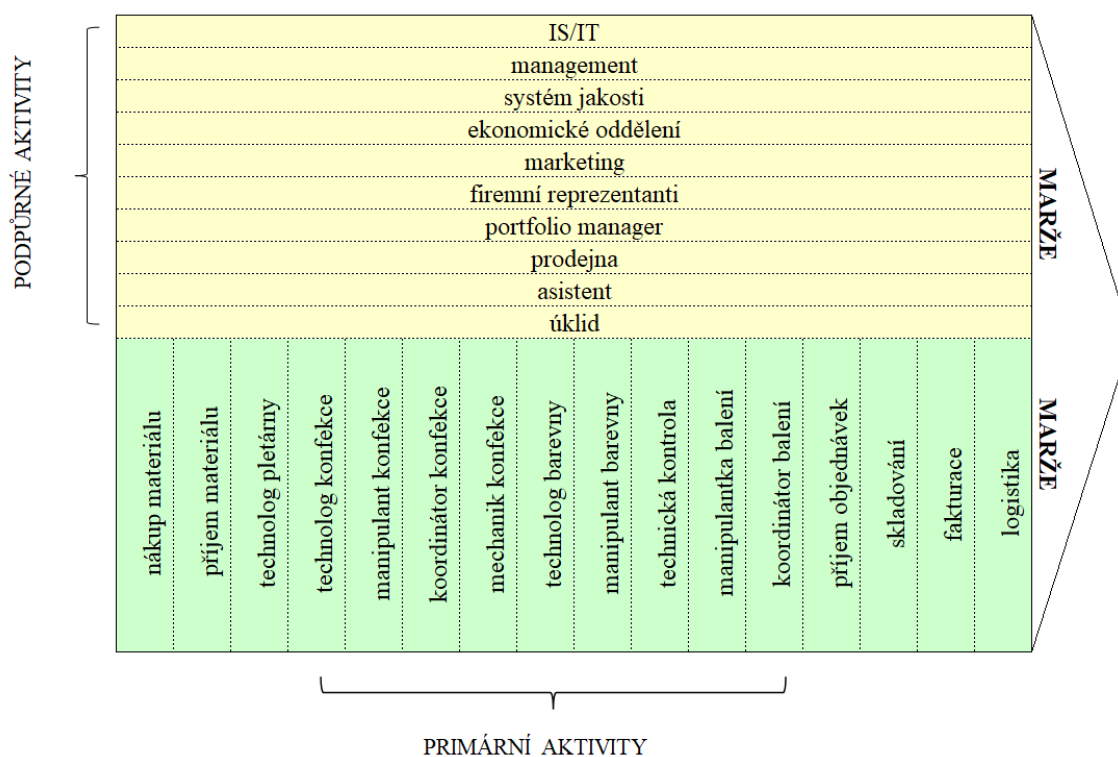 PODPŮRNÉ AKTIVITY
IS/IT
management
systém jakosti
ekonomické oddělení
marketing
firemní reprezentanti
portfolio manager
prodejna
asistent
úklid
MARŽE
nákup materiálu
příjem materiálu
technolog pletárny
technolog konfekce
manipulant konfekce
koordinátor konfekce
mechanik konfekce
technolog barevny
manipulant barevny
technická kontrola
manipulantka balení
koordinátor balení
příjem objednávek
skladování
fakturace
logistika
MARŽE
PRIMÁRNÍ AKTIVITY